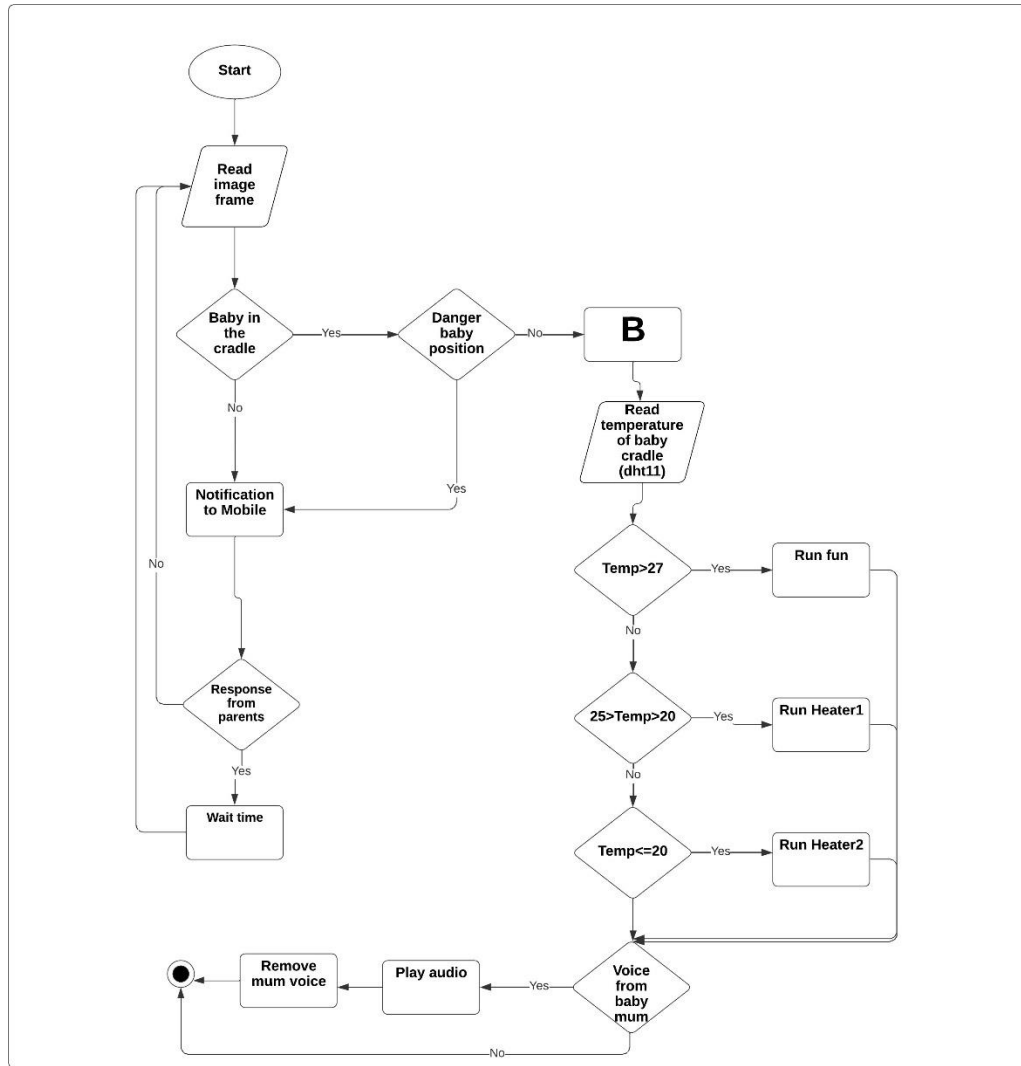 Start
Read
image
frame
Baby in
the
cradle
Yes
Danger
baby
position
No
B
No
Yes
Read
temperature
of baby
cradle
(dht11)
Notification
to Mobile
No
Temp>27
Yes
Run fun
No
Response
from
parents
25>Temp>20
Yes
Run Heater1
Yes
No
Wait time
Temp<=20
Yes
Run Heater2
Voice
from
baby
mum
Yes
Play audio
Remove
mum voice
No